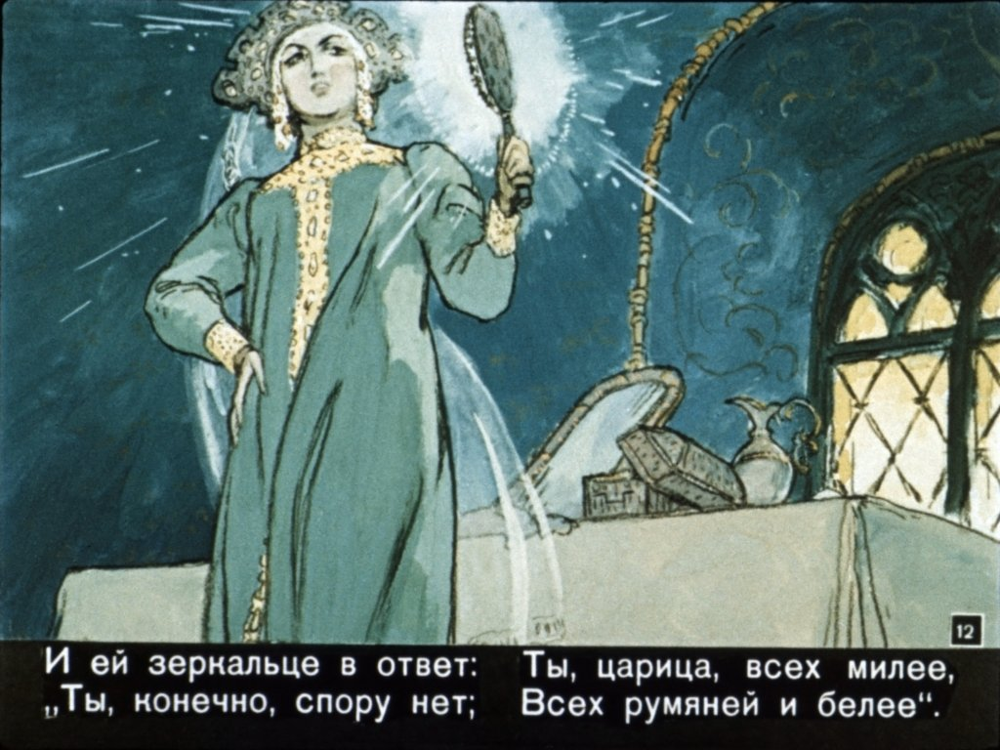 12
И ей зеркальце в ответ:
„Ты, конечно, спору нет;
Ты, царица, всех милее,
Всех румяней и белее“.